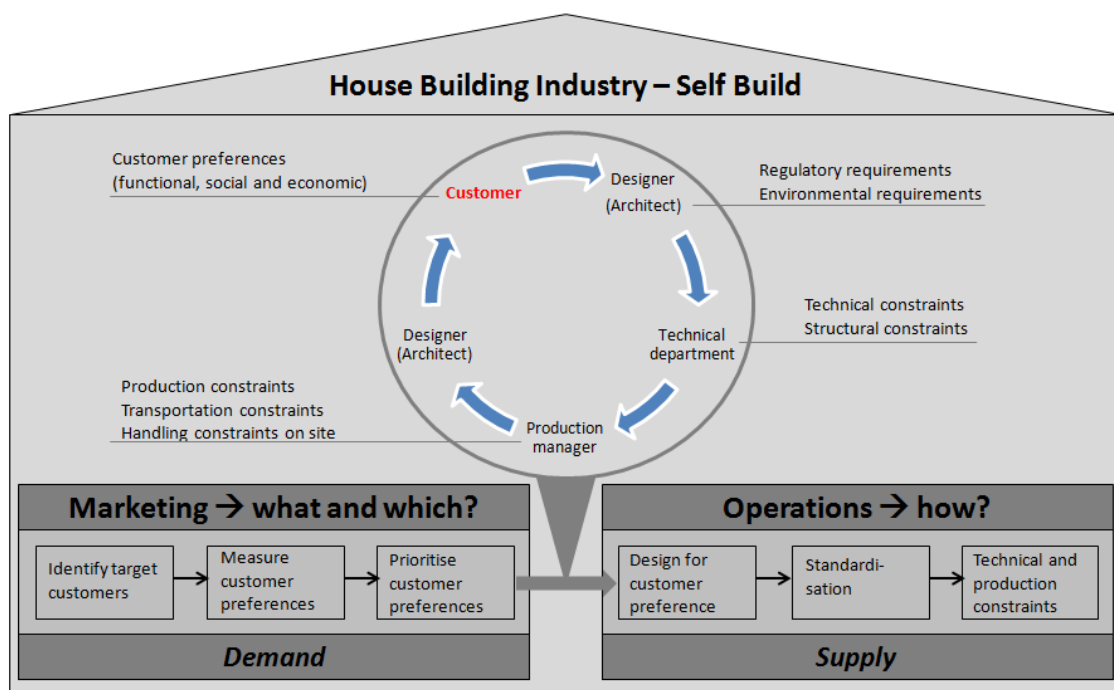 House Building Industry – Self Build
Customer preferences
(functional, social and economic)
Customer
Designer
(Architect)
Regulatory requirements
Environmental requirements
Technical constraints
Structural constraints
Technical
department
Designer
(Architect)
Production constraints
Transportation constraints
Handling constraints on site
Production
manager
Marketing → what and which?
Identify target
customers
Measure
customer
preferences
Prioritise
customer
preferences
Demand
Operations → how?
Design for
customer
preference
Standardi-
sation
Technical and
production
constraints
Supply